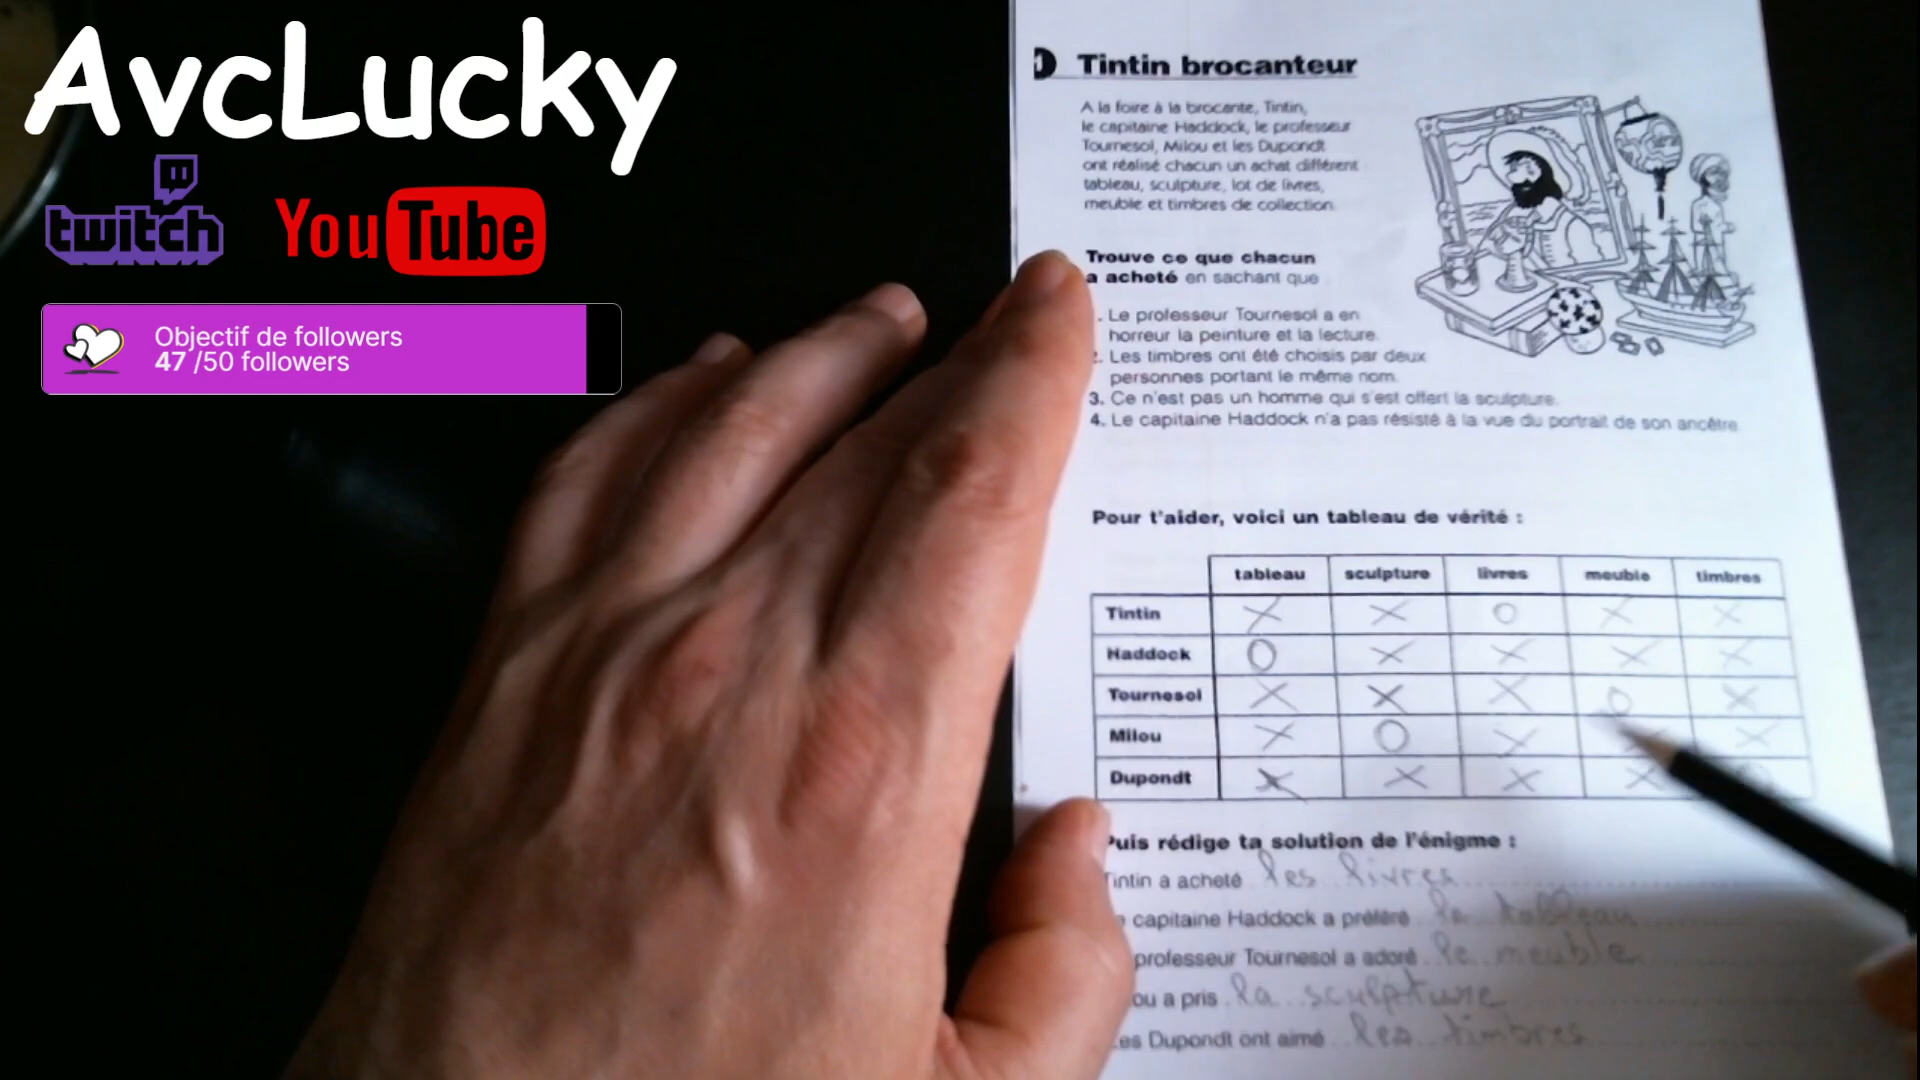 AvcLucky
twitch
YouTube
Objectif de followers
47 /50 followers
1 Tintin brocanteur
A la foire à la brocante, Tintin,
le capitaine Haddock, le professeur
Tournesol, Milou et les Dupondt
ont réalisé chacun un achat différent
tableau, sculpture, lot de livres,
meuble et timbres de collection.
Trouve ce que chacun
a acheté en sachant que
. Le professeur Tournesol a en
horreur la peinture et la lecture.
2. Les timbres ont été choisis par deux
personnes portant le même nom.
3. Ce n'est pas un homme qui s'est offert la sculpture.
4. Le capitaine Haddock n'a pas résisté à la vue du portrait de son ancêtre
Pour t'aider, voici un tableau de vérité :
tableau sculpture livres meuble timbres
Tintin X X O X X
Haddock O X X X X
Tournesol X X X O X
Milou X O X X X
Dupondt X X X X O
Puis rédige ta solution de l'énigme :
Tintin a acheté les livres
capitaine Haddock a préféré le tableau
professeur Tournesol a adoré le meuble
ou a pris la sculpture
Les Dupondt ont aimé les timbres